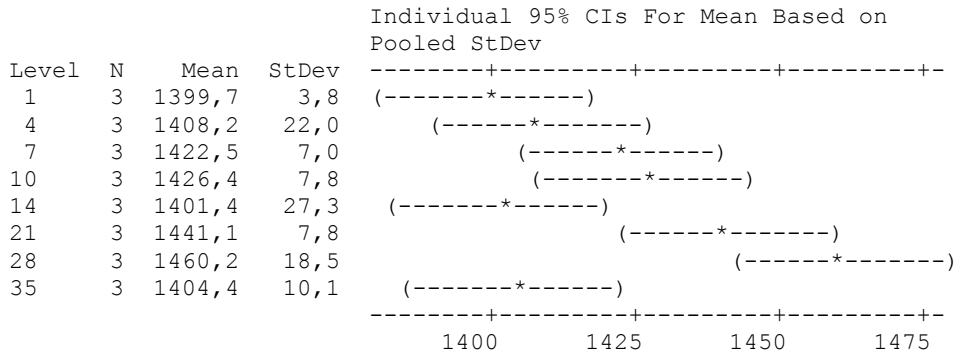 Individual 95% CIs For Mean Based on
Pooled StDev
Level  N    Mean  StDev  --------+---------+---------+---------+-
 1     3  1399,7    3,8  (-------*------)
 4     3  1408,2   22,0      (------*-------)
 7     3  1422,5    7,0            (------*------)
10     3  1426,4    7,8             (-------*------)
14     3  1401,4   27,3   (-------*------)
21     3  1441,1    7,8                   (------*-------)
28     3  1460,2   18,5                           (------*-------)
35     3  1404,4   10,1    (-------*------)
--------+---------+---------+---------+-
1400      1425      1450      1475